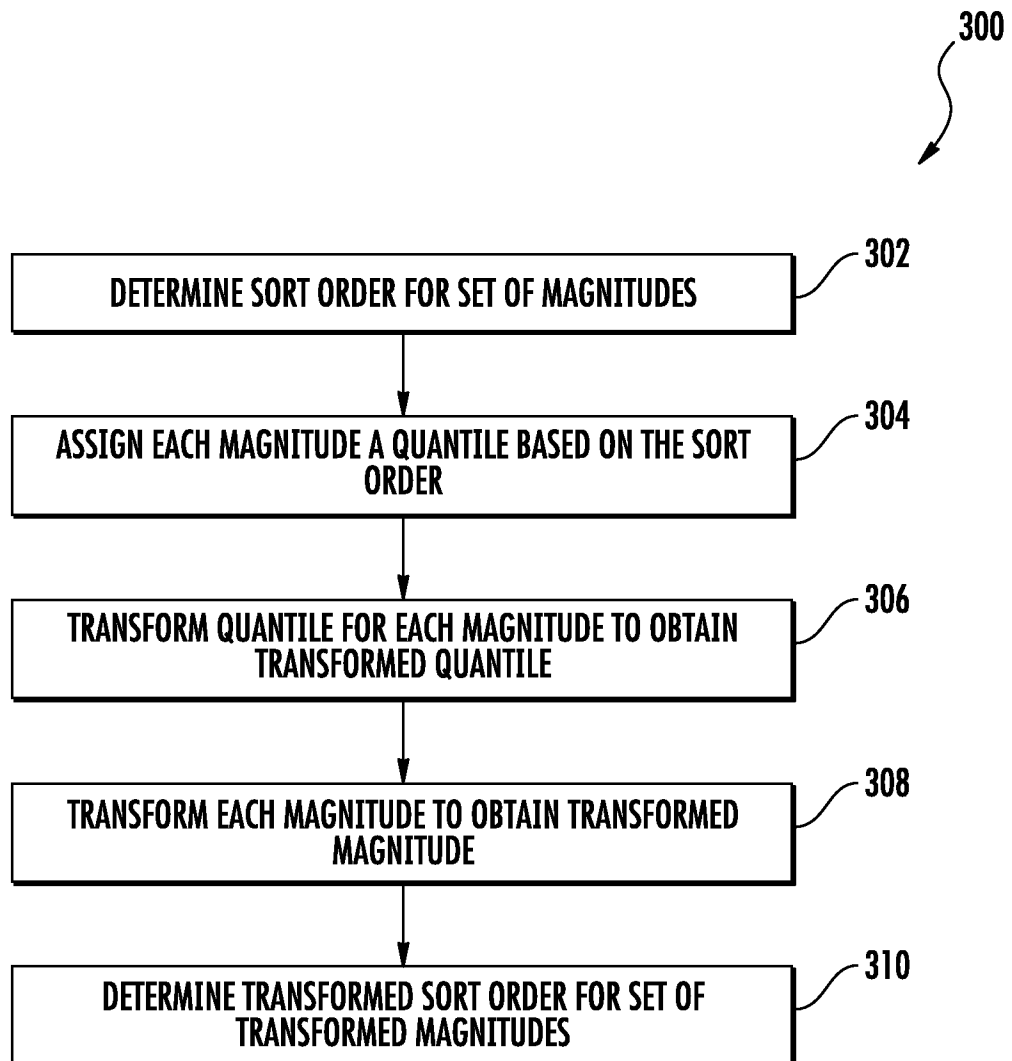 300
302
DETERMINE SORT ORDER FOR SET OF MAGNITUDES
304
ASSIGN EACH MAGNITUDE A QUANTILE BASED ON THE SORT
ORDER
306
TRANSFORM QUANTILE FOR EACH MAGNITUDE TO OBTAIN
TRANSFORMED QUANTILE
308
TRANSFORM EACH MAGNITUDE TO OBTAIN TRANSFORMED
MAGNITUDE
310
DETERMINE TRANSFORMED SORT ORDER FOR SET OF
TRANSFORMED MAGNITUDES